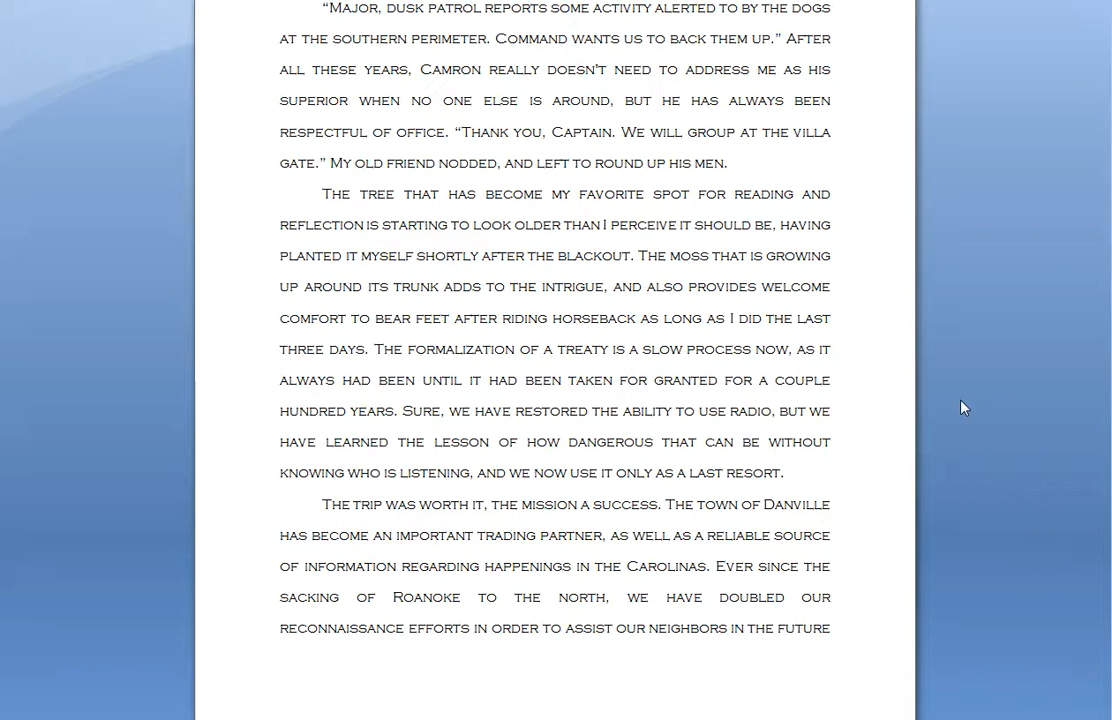 “Major, dusk patrol reports some activity alerted to by the dogs
at the southern perimeter. Command wants us to back them up.” After
all these years, Camron really doesn't need to address me as his
superior when no one else is around, but he has always been
respectful of office. “Thank you, Captain. We will group at the villa
gate.” My old friend nodded, and left to round up his men.
The tree that has become my favorite spot for reading and
reflection is starting to look older than I perceive it should be, having
planted it myself shortly after the blackout. The moss that is growing
up around its trunk adds to the intrigue, and also provides welcome
comfort to bear feet after riding horseback as long as I did the last
three days. The formalization of a treaty is a slow process now, as it
always had been until it had been taken for granted for a couple
hundred years. Sure, we have restored the ability to use radio, but we
have learned the lesson of how dangerous that can be without
knowing who is listening, and we now use it only as a last resort.
The trip was worth it, the mission a success. The town of Danville
has become an important trading partner, as well as a reliable source
of information regarding happenings in the Carolinas. Ever since the
sacking of Roanoke to the north, we have doubled our
reconnaissance efforts in order to assist our neighbors in the future